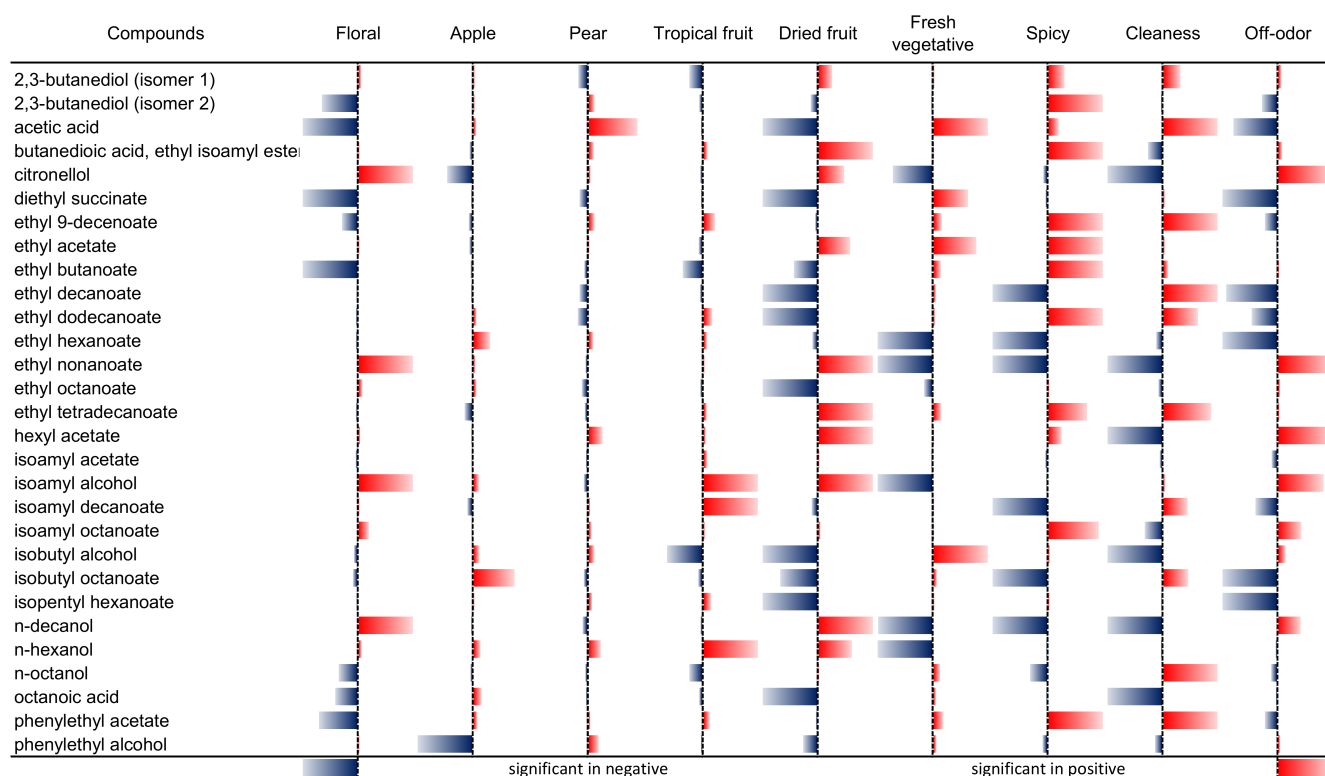 Compounds Floral Apple Pear Tropical fruit Dried fruit Fresh vegetative Spicy Cleaness Off-odor
2,3-butanediol (isomer 1)
2,3-butanediol (isomer 2)
acetic acid
butanedioic acid, ethyl isoamyl ester
citronellol
diethyl succinate
ethyl 9-decenoate
ethyl acetate
ethyl butanoate
ethyl decanoate
ethyl dodecanoate
ethyl hexanoate
ethyl nonanoate
ethyl octanoate
ethyl tetradecanoate
hexyl acetate
isoamyl acetate
isoamyl alcohol
isoamyl decanoate
isoamyl octanoate
isobutyl alcohol
isobutyl octanoate
isopentyl hexanoate
n-decanol
n-hexanol
n-octanol
octanoic acid
phenylethyl acetate
phenylethyl alcohol
significant in negative significant in positive